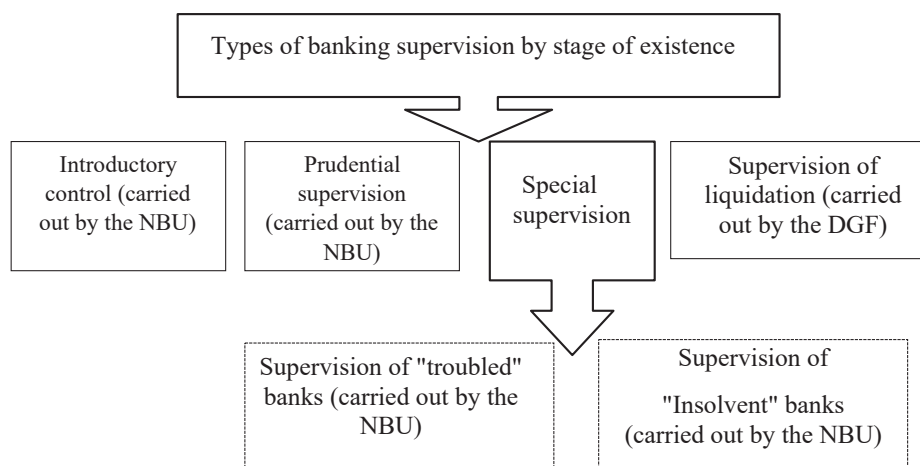 Types of banking supervision by stage of existence
Introductory
control (carried
out by the NBU)
Prudential
supervision
(carried out by the
NBU)
Special
supervision
Supervision of
liquidation (carried
out by the DGF)
Supervision of "troubled"
banks (carried out by the
NBU)
Supervision of
"Insolvent" banks
(carried out by the NBU)